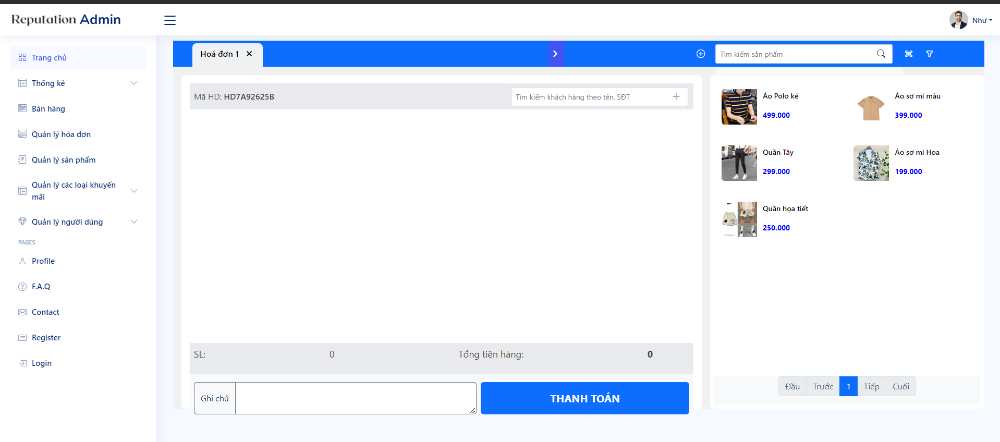 Reputation Admin
Như
Trang chủ
Thống kê
Bán hàng
Quản lý hóa đơn
Quản lý sản phẩm
Quản lý các loại khuyến
mãi
Quản lý người dùng
PAGES
Profile
F.A.Q
Contact
Register
Login
Hoá đơn 1
Tìm kiếm sản phẩm
Mã HD: HD7A92625B
Tìm kiếm khách hàng theo tên, SĐT
SL: 0 Tổng tiền hàng: 0
Ghi chú
THANH TOÁN
Áo Polo kẻ
499.000
Áo sơ mi màu
399.000
Quần Tây
299.000
Áo sơ mi Hoa
199.000
Quần họa tiết
250.000
Đầu Trước 1 Tiếp Cuối